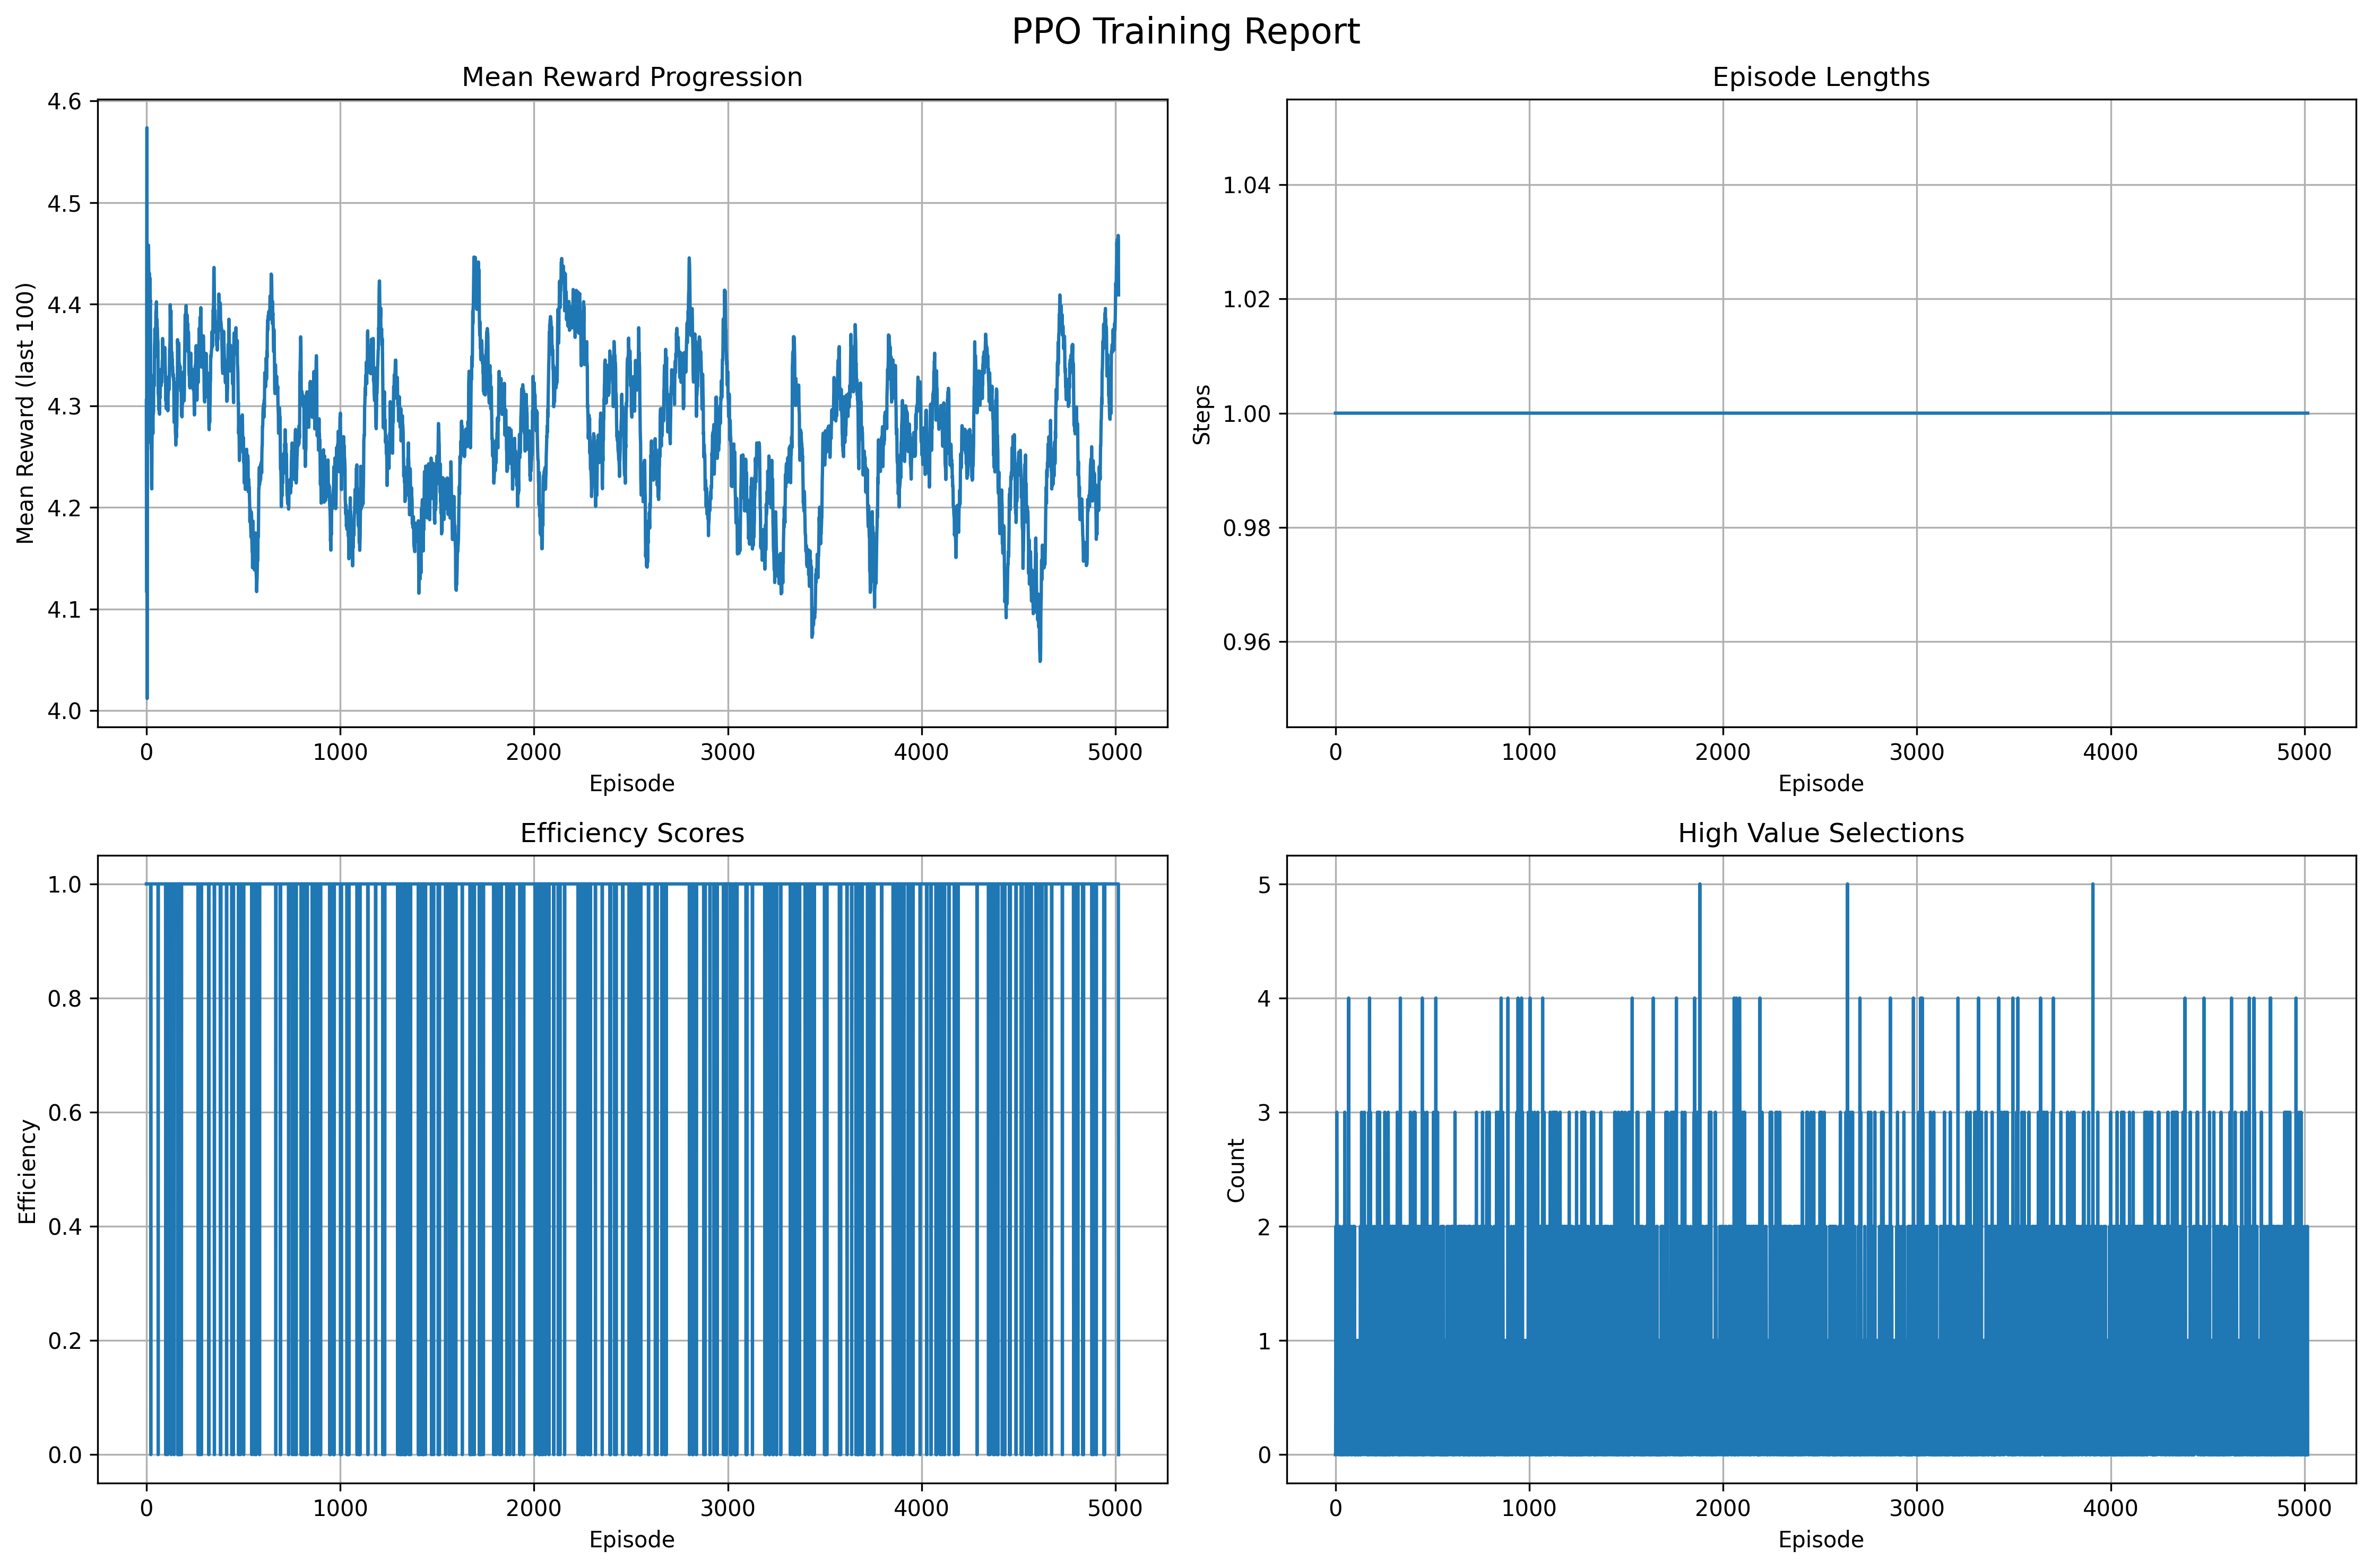 PPO Training Report
Mean Reward Progression
Mean Reward (last 100)
4.6
4.5
4.4
4.3
4.2
4.1
4.0
0 1000 2000 3000 4000 5000
Episode
Episode Lengths
Steps
1.04
1.02
1.00
0.98
0.96
0 1000 2000 3000 4000 5000
Episode
Efficiency Scores
Efficiency
1.0
0.8
0.6
0.4
0.2
0.0
0 1000 2000 3000 4000 5000
Episode
High Value Selections
Count
5
4
3
2
1
0
0 1000 2000 3000 4000 5000
Episode